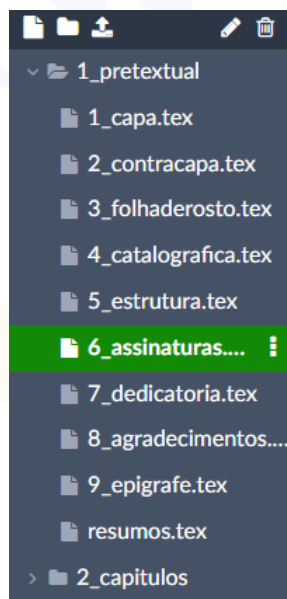 1_pretextual
1_capa.tex
2_contracapa.tex
3_folhaderosto.tex
4_catalografica.tex
5_estrutura.tex
6_assinaturas....
7_dedicatoria.tex
8_agradecimentos....
9_epigrafe.tex
resumos.tex
2_capitulos